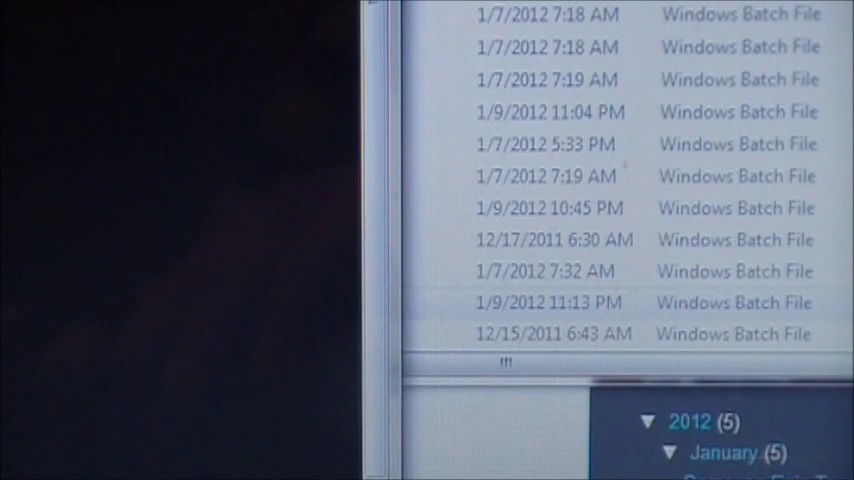 1/7/2012 7:18 AM Windows Batch File
1/7/2012 7:18 AM Windows Batch File
1/7/2012 7:19 AM Windows Batch File
1/9/2012 11:04 PM Windows Batch File
1/7/2012 5:33 PM Windows Batch File
1/7/2012 7:19 AM Windows Batch File
1/9/2012 10:45 PM Windows Batch File
12/17/2011 6:30 AM Windows Batch File
1/7/2012 7:32 AM Windows Batch File
1/9/2012 11:13 PM Windows Batch File
12/15/2011 6:43 AM Windows Batch File
▼ 2012 (5)
▼ January (5)